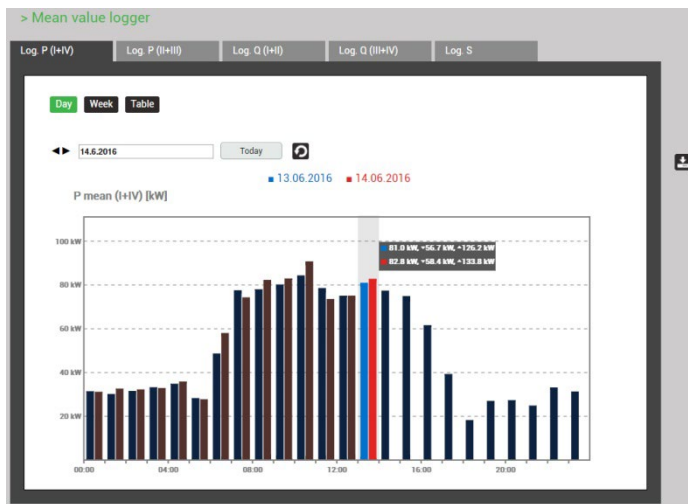 > Mean value logger
Log. P (I+IV) Log. P (II+III) Log. Q (I+II) Log. Q (III+IV) Log. S
Day Week Table
14.6.2016 Today
13.06.2016 14.06.2016
P mean (I+IV) [kW]
100 kW
81.0 kW, ˅56.7 kW, ˄126.2 kW
82.8 kW, ˅58.4 kW, ˄133.8 kW
80 kW
60 kW
40 kW
20 kW
00:00 04:00 08:00 12:00 16:00 20:00